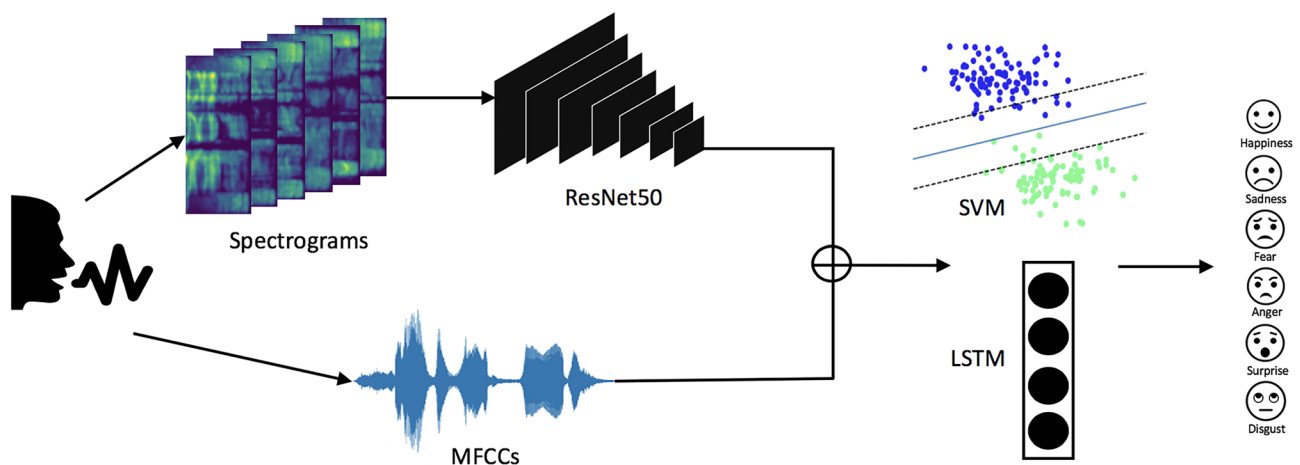 Spectrograms
ResNet50
MFCCs
SVM
LSTM
Happiness
Sadness
Fear
Anger
Surprise
Disgust